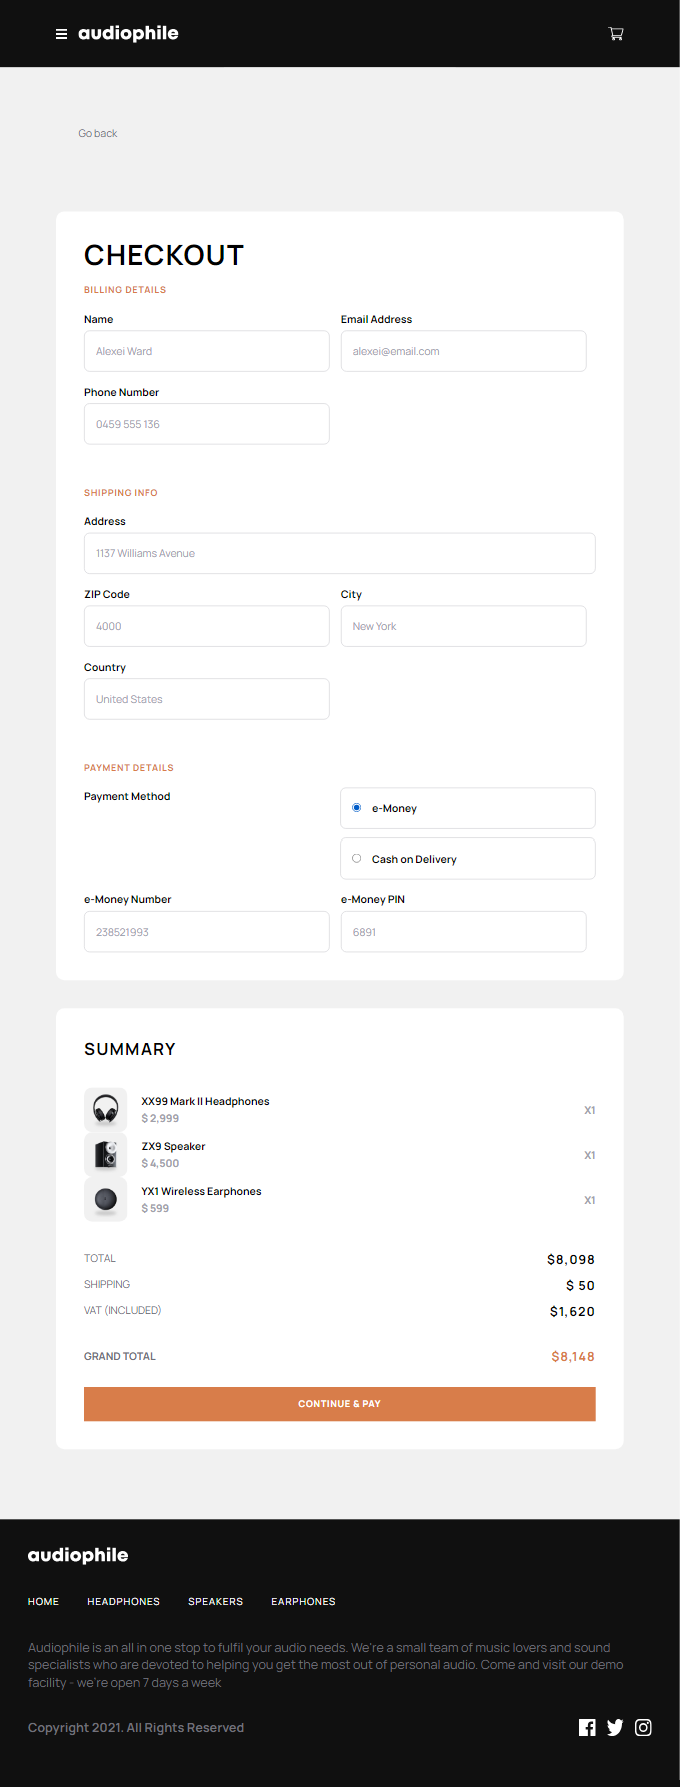 audiophile
Go back
CHECKOUT
BILLING DETAILS
Name
Email Address
Alexei Ward
alexei@email.com
Phone Number
0459 555 136
SHIPPING INFO
Address
1137 Williams Avenue
ZIP Code
City
4000
New York
Country
United States
PAYMENT DETAILS
Payment Method
e-Money
Cash on Delivery
e-Money Number
e-Money PIN
238521993
6891
SUMMARY
XX99 Mark II Headphones
$ 2,999
X1
ZX9 Speaker
$ 4,500
X1
YX1 Wireless Earphones
$ 599
X1
TOTAL
$8,098
SHIPPING
$ 50
VAT (INCLUDED)
$1,620
GRAND TOTAL
$8,148
CONTINUE & PAY
audiophile
HOME
HEADPHONES
SPEAKERS
EARPHONES
Audiophile is an all in one stop to fulfil your audio needs. We're a small team of music lovers and sound
specialists who are devoted to helping you get the most out of personal audio. Come and visit our demo
facility - we're open 7 days a week
Copyright 2021. All Rights Reserved